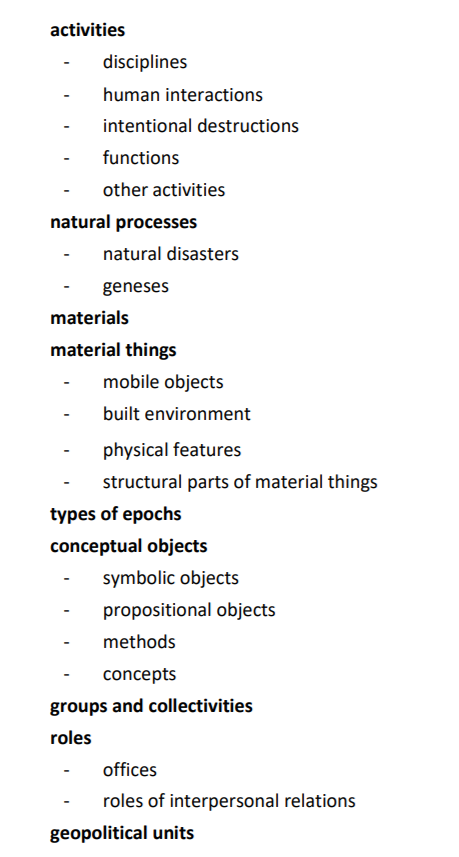 activities
- disciplines
- human interactions
- intentional destructions
- functions
- other activities
natural processes
- natural disasters
- geneses
materials
material things
- mobile objects
- built environment
- physical features
- structural parts of material things
types of epochs
conceptual objects
- symbolic objects
- propositional objects
- methods
- concepts
groups and collectivities
roles
- offices
- roles of interpersonal relations
geopolitical units